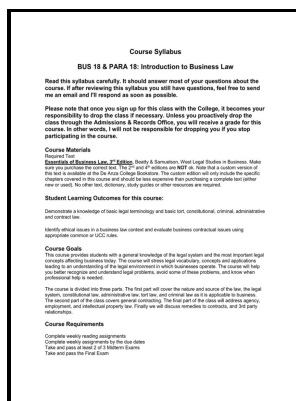 Course Syllabus
BUS 18 & PARA 18: Introduction to Business Law
Read this syllabus carefully. It should answer most of your questions about the
course. If after reviewing this syllabus you still have questions, feel free to send
me an email and I'll respond as soon as possible.
Please note that once you sign up for this class with the College, it becomes your
responsibility to drop the class if necessary. Unless you proactively drop the
class through the Admissions & Records Office, you will receive a grade for this
course. In other words, I will not be responsible for dropping you if you stop
participating in the course.
Course Materials
Required Text
Essentials of Business Law, 3rd Edition, Beatty & Samuelson, West Legal Studies in Business. Make
sure you purchase the correct text. The 2nd and 4th editions are NOT ok. Note that a custom version of
this text is available at the De Anza College Bookstore. The custom edition will only include the specific
chapters covered in this course and should be less expensive than purchasing a complete text (either
new or used). No other text, dictionary, study guides or other resources are required.
Student Learning Outcomes for this course:
Demonstrate a knowledge of basic legal terminology and basic tort, constitutional, criminal, administrative
and contract law.
Identify ethical issues in a business law context and evaluate business contractual issues using
appropriate common or UCC rules.
Course Goals
This course provides students with a general knowledge of the legal system and the most important legal
concepts affecting business today. The course will stress legal vocabulary, concepts and applications
leading to an understanding of the legal environment in which businesses operate. The course will help
you better recognize and understand legal problems, avoid some of these problems, and know when
professional help is needed.
The course is divided into three parts. The first part will cover the nature and source of the law, the legal
system, constitutional law, administrative law, tort law, and criminal law as it is applicable to business.
The second part of the class covers general contracting. The final part of the class will address agency,
employment, and intellectual property law. Finally we will discuss remedies to contracts, and 3rd party
relationships.
Course Requirements
Complete weekly reading assignments
Complete weekly assignments by the due dates
Take and pass at least 2 of 3 Midterm Exams
Take and pass the Final Exam